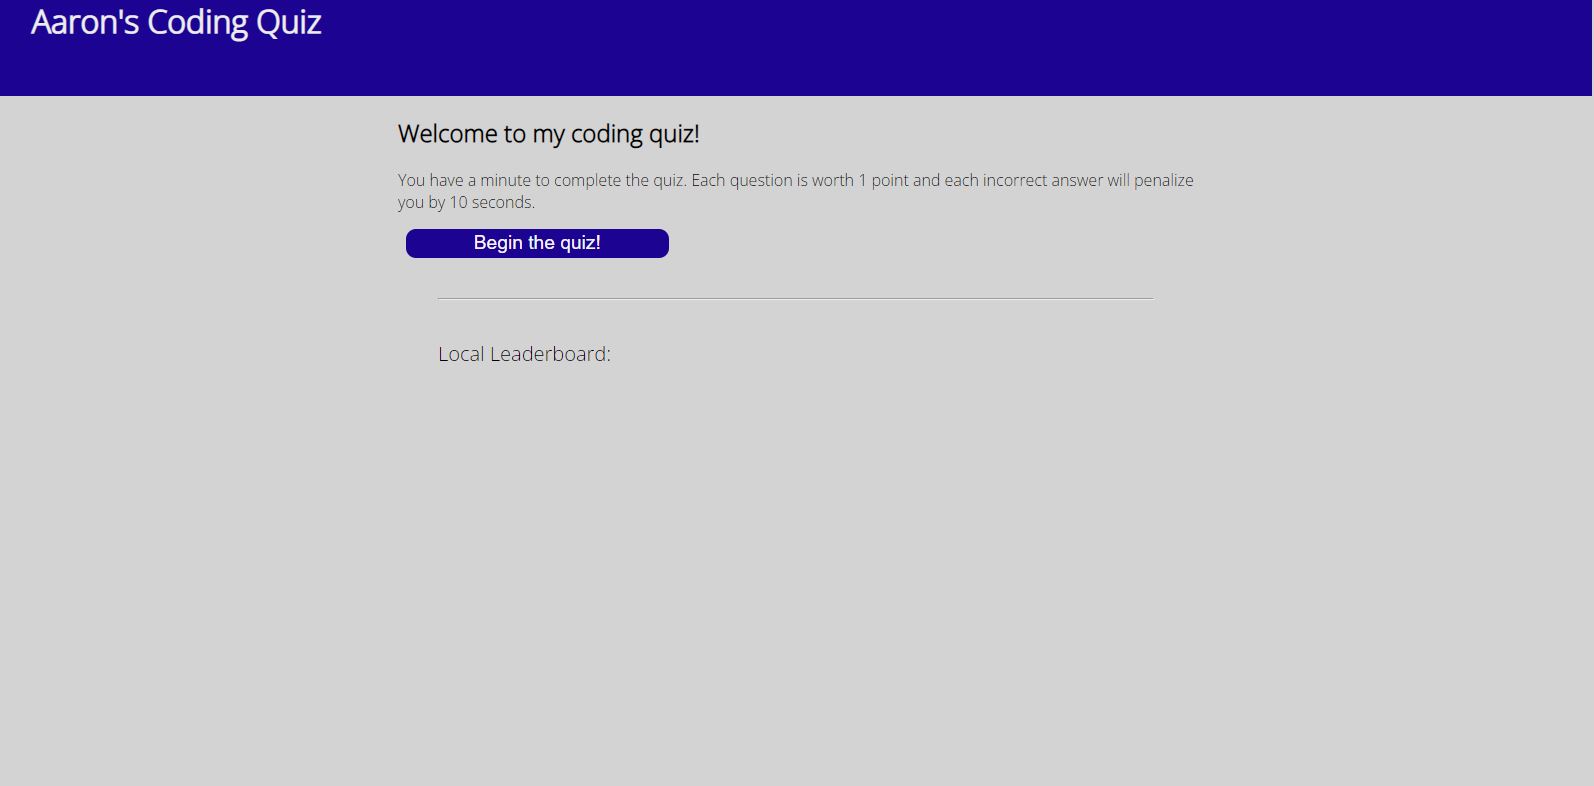 Aaron's Coding Quiz
Welcome to my coding quiz!
You have a minute to complete the quiz. Each question is worth 1 point and each incorrect answer will penalize
you by 10 seconds.
Begin the quiz!
Local Leaderboard: